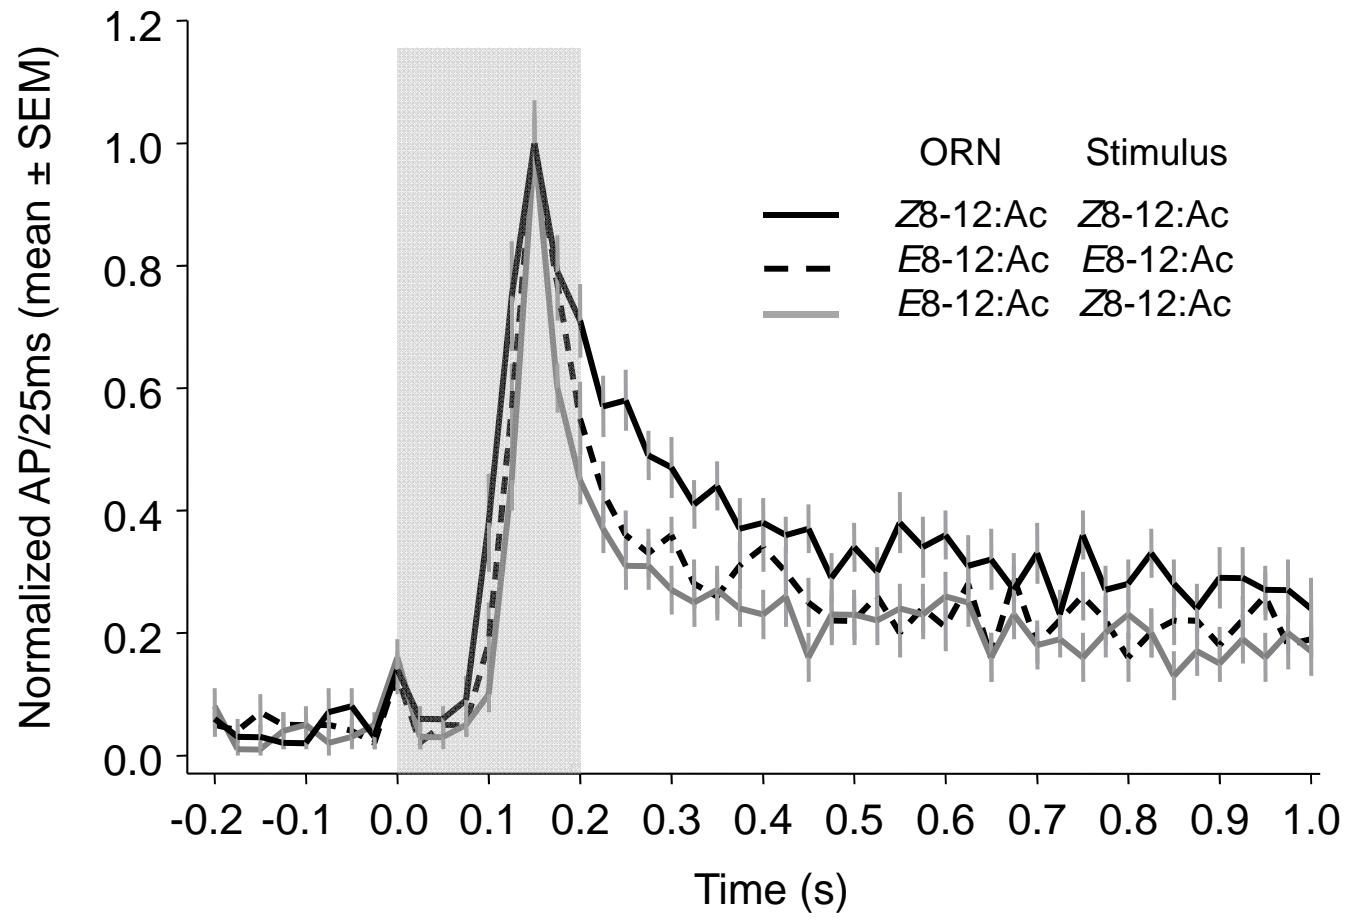 Normalized AP/25ms (mean ± SEM)
1.2
1.0
0.8
0.6
0.4
0.2
0.0
ORN Stimulus
Z8-12:Ac Z8-12:Ac
E8-12:Ac E8-12:Ac
E8-12:Ac Z8-12:Ac
-0.2 -0.1 0.0 0.1 0.2 0.3 0.4 0.5 0.6 0.7 0.8 0.9 1.0
Time (s)